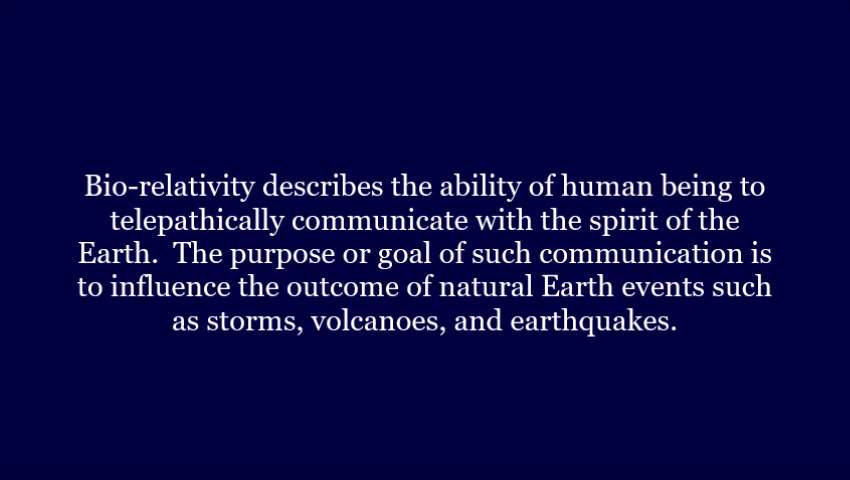 Bio-relativity describes the ability of human being to
telepathically communicate with the spirit of the
Earth.  The purpose or goal of such communication is
to influence the outcome of natural Earth events such
as storms, volcanoes, and earthquakes.